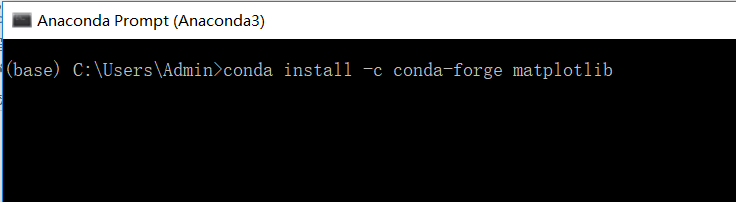 Anaconda Prompt (Anaconda3)
(base) C:\Users\Admin>conda install -c conda-forge matplotlib